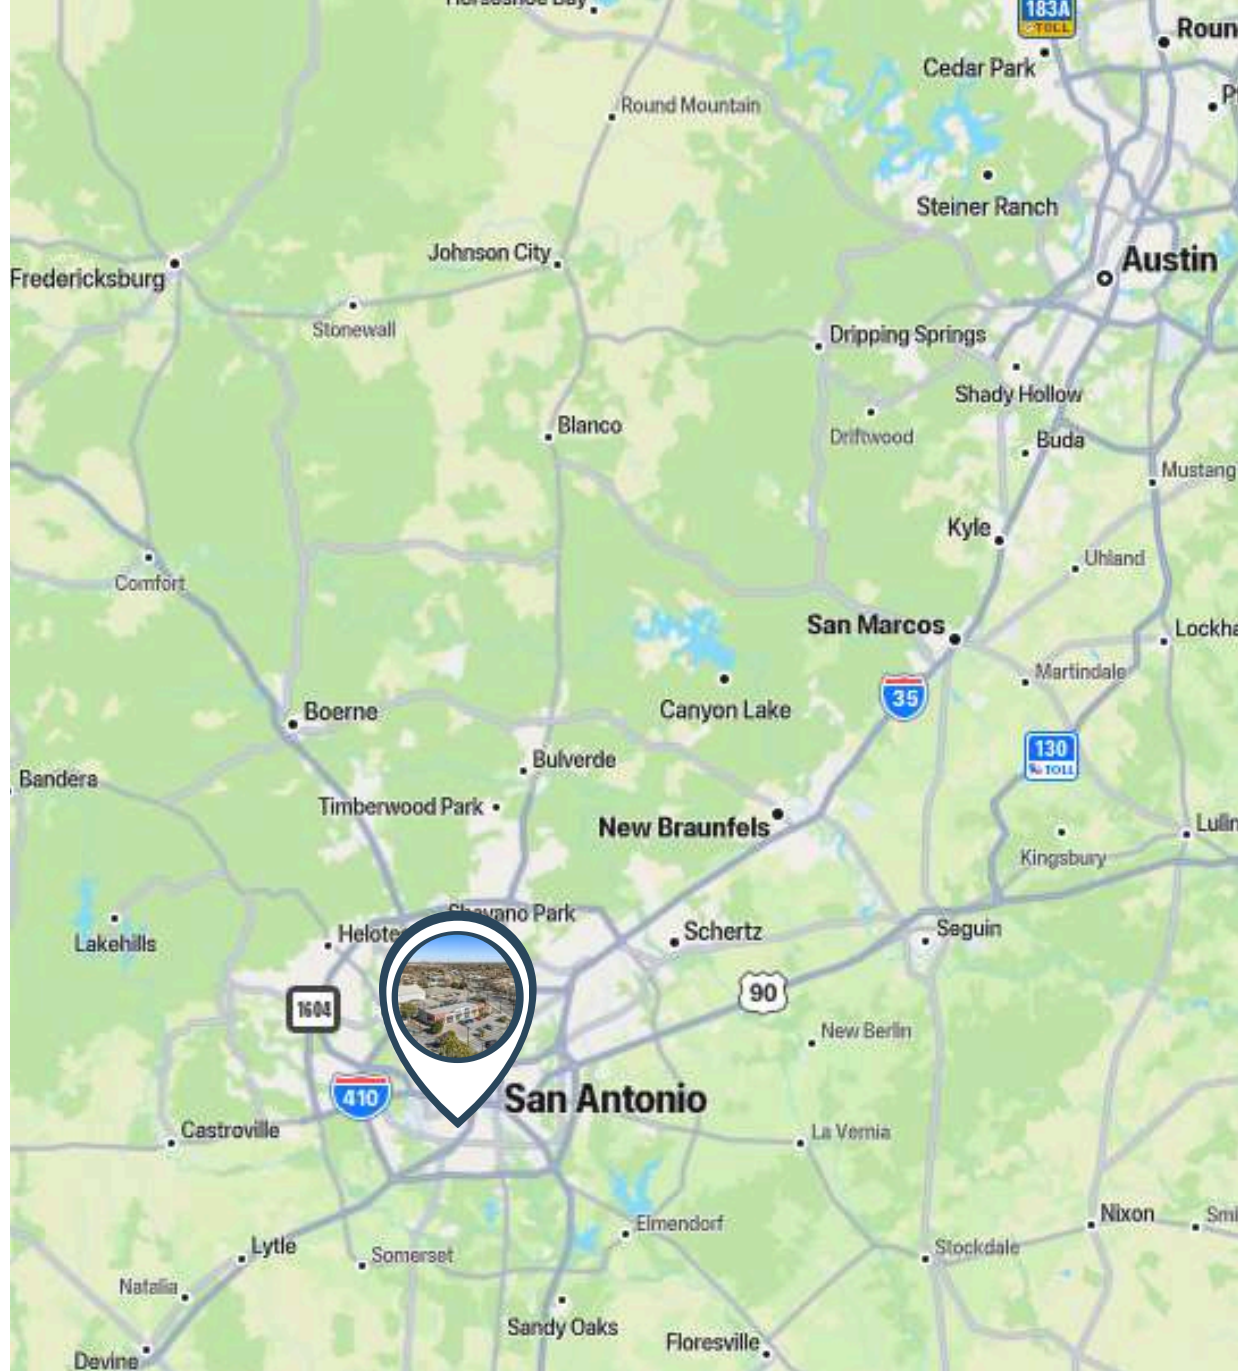 Horseshoe Bay
183A
TOLL
Cedar Park
Round Mountain
Steiner Ranch
Johnson City
Austin
Fredericksburg
Stonewall
Dripping Springs
Shady Hollow
Driftwood
Blanco
Buda
Mustang
Kyle
Uhland
Comfort
San Marcos
Martindale
35
Canyon Lake
Boerne
130
TOLL
Bulverde
Bandera
Timberwood Park
New Braunfels
Kingsbury
Shavano Park
Schertz
Seguin
Lakehills
90
1604
New Berlin
410
San Antonio
Castroville
La Vernia
Nixon
Elmendorf
Stockdale
Lytle
Somerset
Natalia
Sandy Oaks
Floresville
Devine